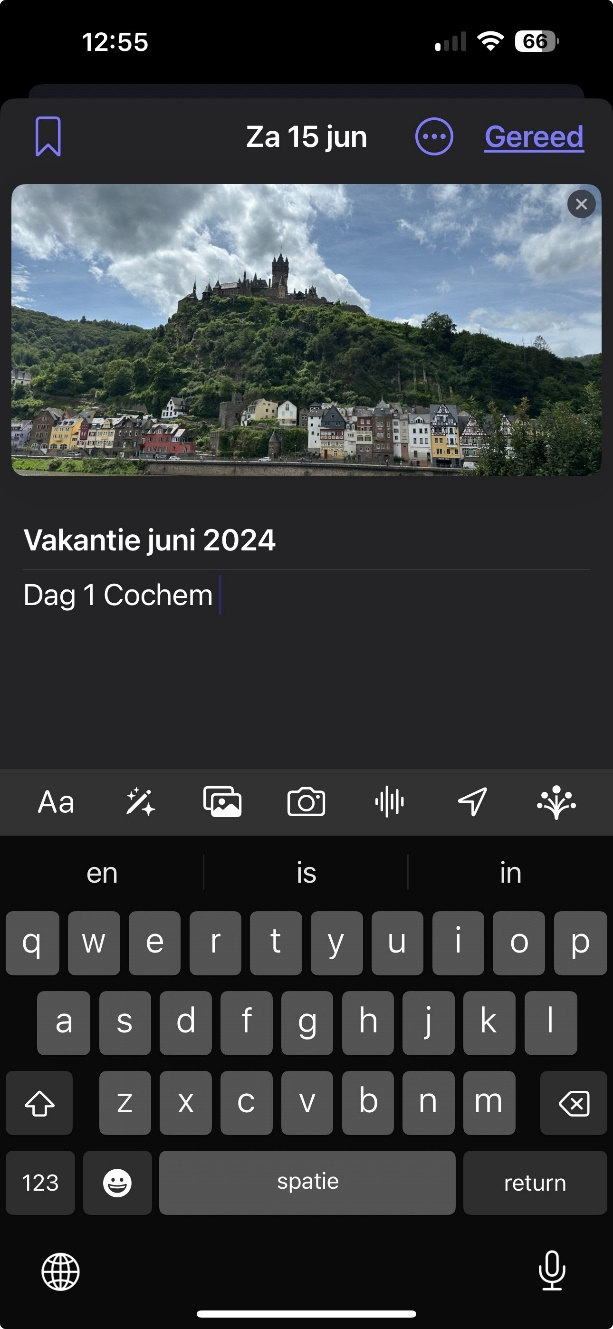 12:55
66
Za 15 jun
Gereed
Vakantie juni 2024
Dag 1 Cochem
Aa
en is in
q w e r t y u i o p
a s d f g h j k l
z x c v b n m
123 spatie return